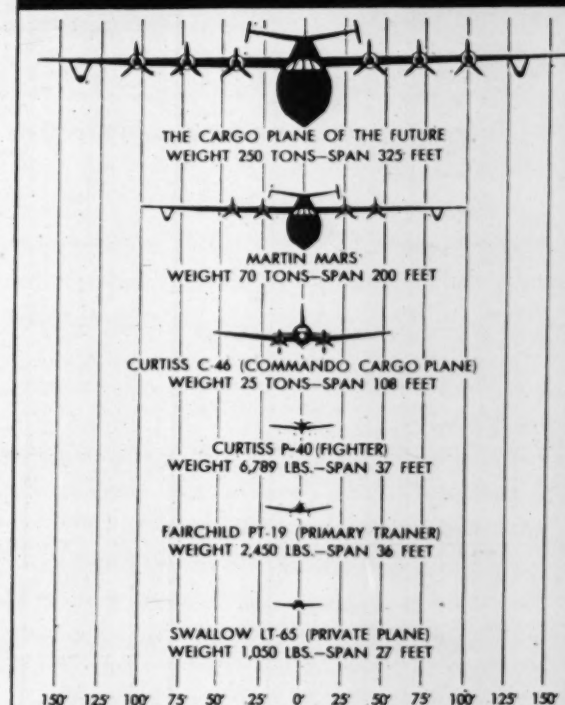 THE CARGO PLANE OF THE FUTURE
WEIGHT 250 TONS—SPAN 325 FEET
MARTIN MARS
WEIGHT 70 TONS—SPAN 200 FEET
CURTISS C-46 (COMMANDO CARGO PLANE)
WEIGHT 25 TONS—SPAN 108 FEET
CURTISS P-40 (FIGHTER)
WEIGHT 6,789 LBS.—SPAN 37 FEET
FAIRCHILD PT-19 (PRIMARY TRAINER)
WEIGHT 2,450 LBS.—SPAN 36 FEET
SWALLOW LT-65 (PRIVATE PLANE)
WEIGHT 1,050 LBS.—SPAN 27 FEET
150' 125' 100' 75' 50' 25' 0' 25' 50' 75' 100' 125' 150'